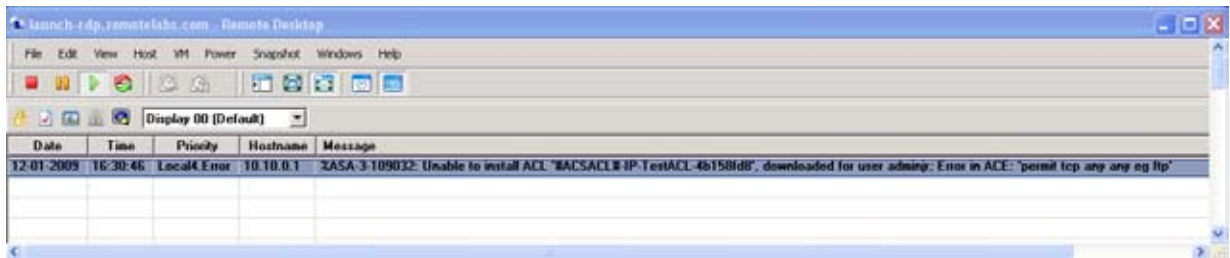 launch-rdp.remotelabs.com - Remote Desktop
File Edit View Host VM Power Snapshot Windows Help
Display 00 (Default)
Date Time Priority Hostname Message
12-01-2009 16:30:46 Local4.Error 10.10.0.1 %ASA-3-109032: Unable to install ACL "#ACSACL#-IP-TestACL-4b158fd8", downloaded for user adminp; Error in ACE: 'permit tcp any any eg ftp'